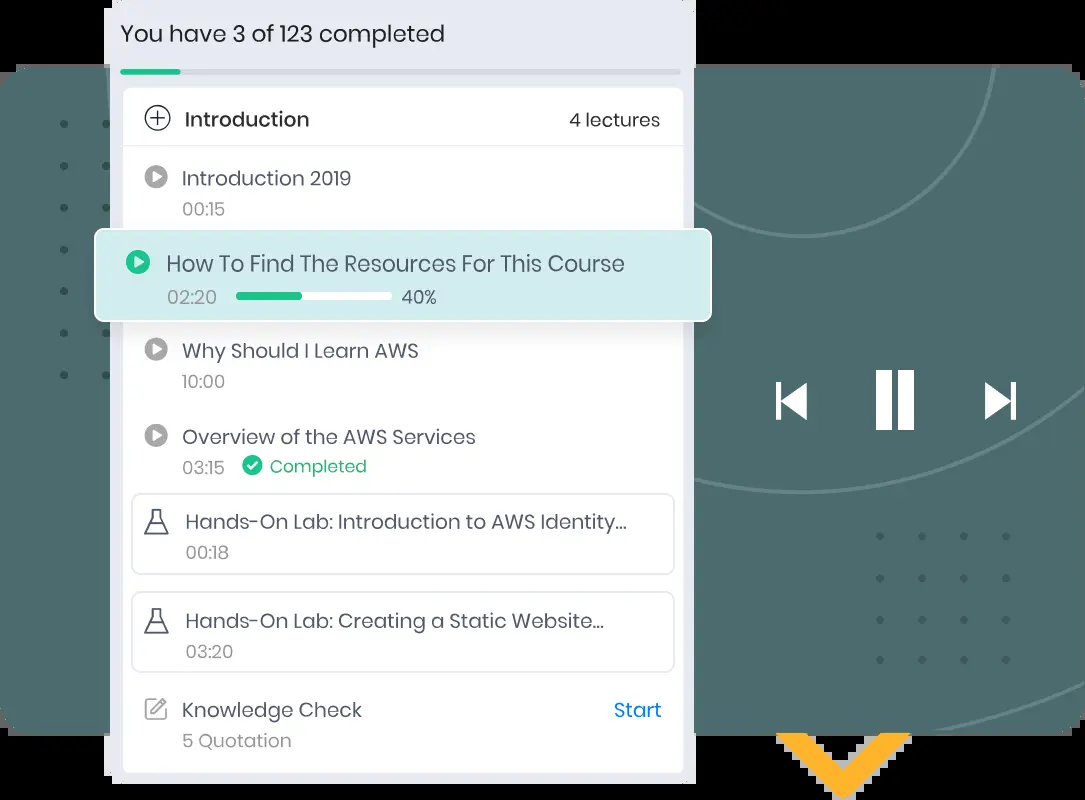 You have 3 of 123 completed
Introduction 4 lectures
Introduction 2019
00:15
How To Find The Resources For This Course
02:20 40%
Why Should I Learn AWS
10:00
Overview of the AWS Services
03:15 Completed
Hands-On Lab: Introduction to AWS Identity...
00:18
Hands-On Lab: Creating a Static Website...
03:20
Knowledge Check Start
5 Quotation